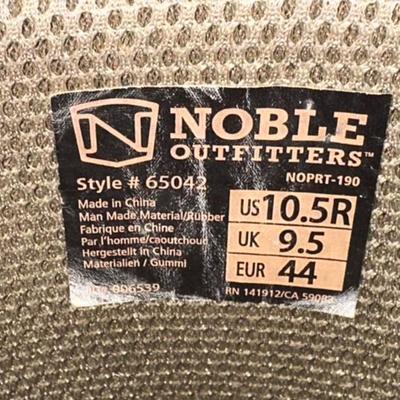 N NOBLE
OUTFITTERS™
NOPRT-190
Style # 65042
Made in China
Man Made Material/Rubber
Fabrique en Chine
Par l'homme/caoutchouc
Hergestellt in China
Materialien / Gummi
006539
US 10.5R
UK 9.5
EUR 44
RN 141912/CA